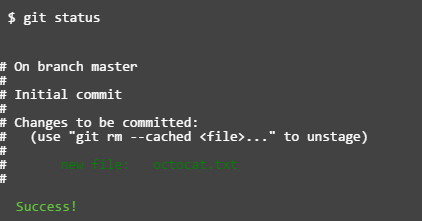 $ git status
# On branch master
#
# Initial commit
#
# Changes to be committed:
# (use "git rm --cached <file>..." to unstage)
#
# new file: octocat.txt
#
Success!